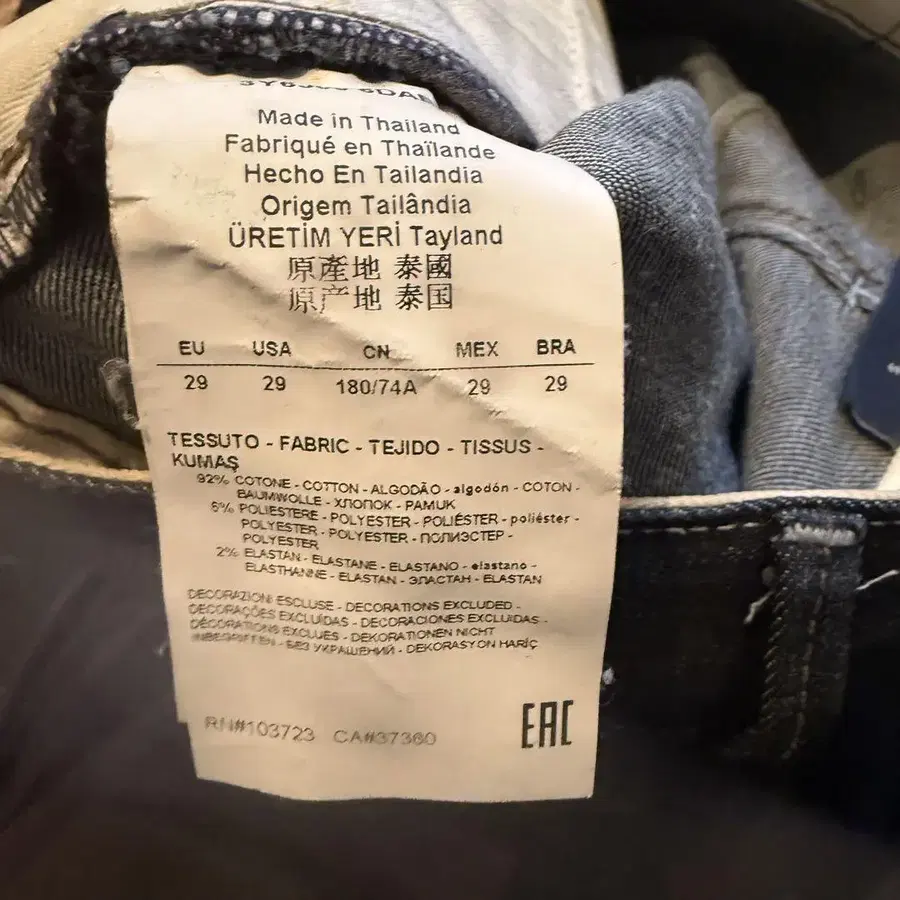 Made in Thailand
Fabriqué en Thaïlande
Hecho En Tailandia
Origem Tailândia
ÜRETİM YERİ Tayland
原產地 泰國
原产地 泰国
EU USA CN MEX BRA
29 29 180/74A 29 29
TESSUTO - FABRIC - TEJIDO - TISSUS -
KUMAŞ
92% COTONE - COTTON - ALGODÃO - algodón - COTON -
BAUMWOLLE - ХЛОПОК - PAMUK
6% POLIESTERE - POLYESTER - POLIÉSTER - poliéster -
POLYESTER - POLYESTER - ПОЛИЭСТЕР -
POLYESTER
2% ELASTAN - ELASTANE - ELASTANO - elastano -
ELASTHANNE - ELASTAN - ЭЛАСТАН - ELASTAN
DECORAZIONI ESCLUSE - DECORATIONS EXCLUDED -
DECORAÇÕES EXCLUÍDAS - DECORACIONES EXCLUIDAS -
DÉCORATIONS EXCLUES - DEKORATIONEN NICHT
INBEGRIFFEN - БЕЗ УКРАШЕНИЙ - DEKORASYON HARİÇ
RN#103723 CA#37360
EAC